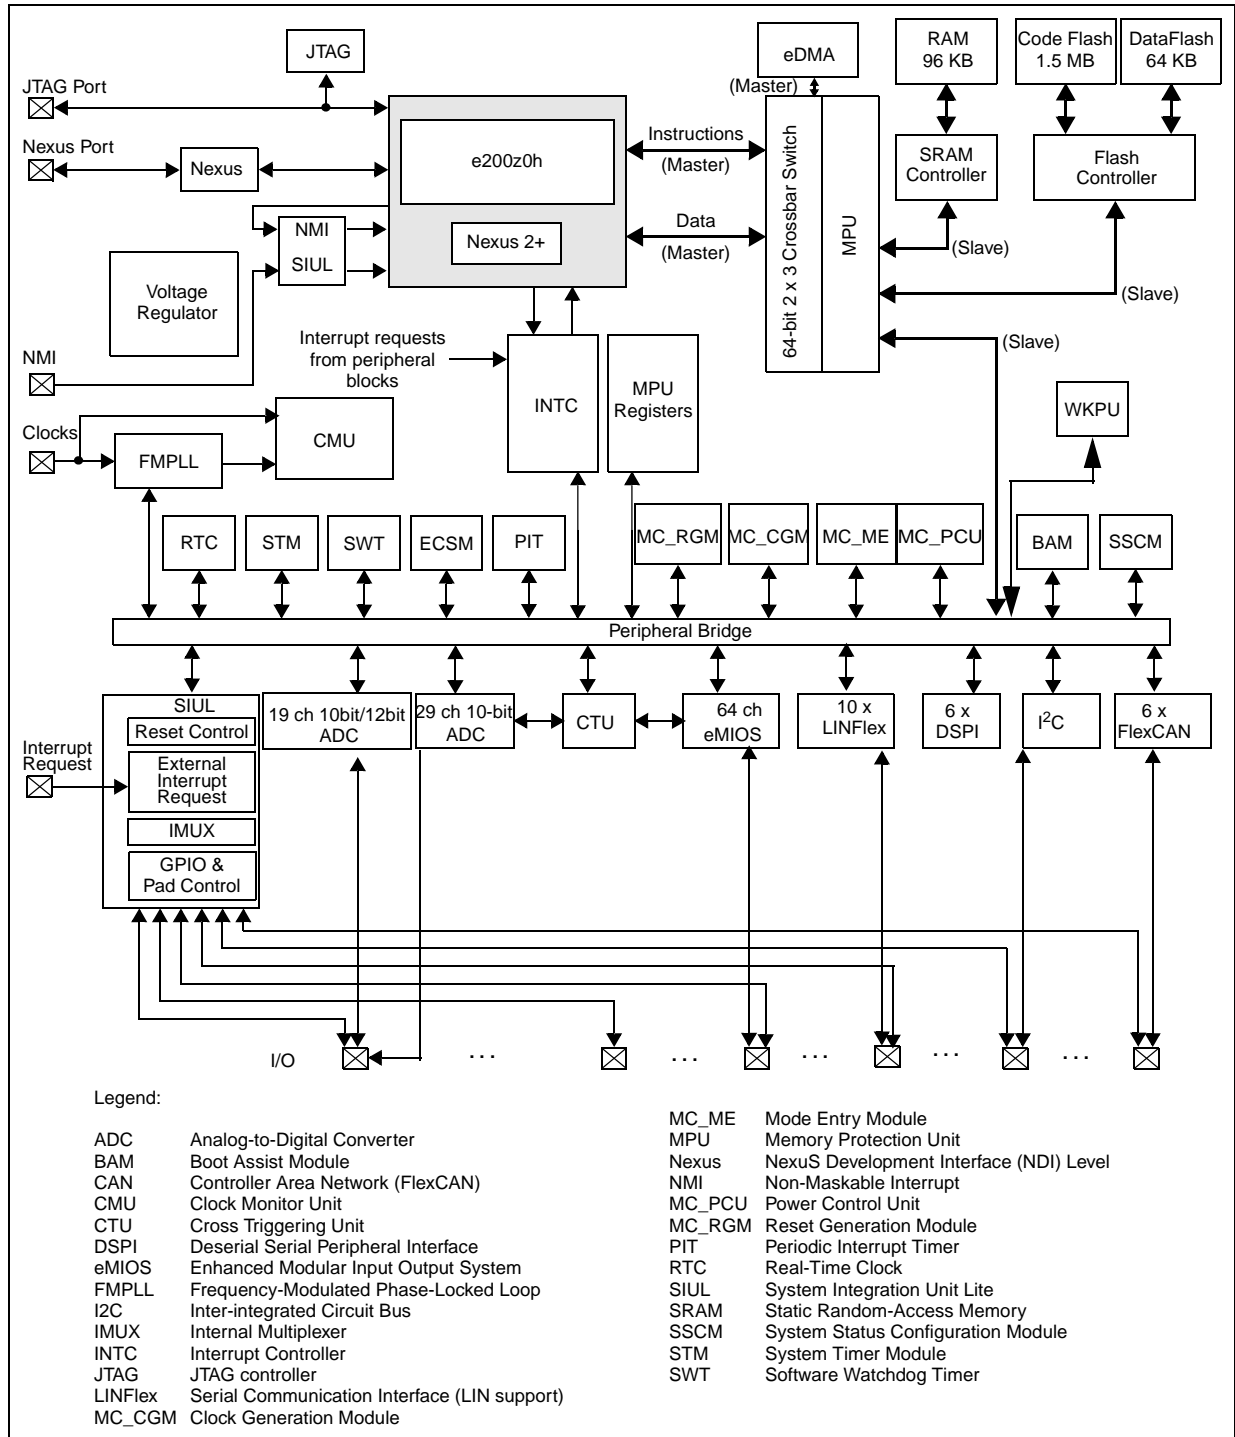 JTAG
eDMA
RAM
96 KB
Code Flash
1.5 MB
DataFlash
64 KB
JTAG Port
(Master)
Nexus Port
Nexus
e200z0h
Nexus 2+
Instructions
(Master)
Data
(Master)
64-bit 2 x 3 Crossbar Switch
MPU
SRAM
Controller
Flash
Controller
(Slave)
(Slave)
(Slave)
NMI
SIUL
Voltage
Regulator
NMI
Interrupt requests
from peripheral
blocks
INTC
MPU
Registers
WKPU
Clocks
FMPLL
CMU
RTC
STM
SWT
ECSM
PIT
MC_RGM
MC_CGM
MC_ME
MC_PCU
BAM
SSCM
Peripheral Bridge
SIUL
Reset Control
External
Interrupt
Request
IMUX
GPIO &
Pad Control
Interrupt
Request
19 ch 10bit/12bit
ADC
29 ch 10-bit
ADC
CTU
64 ch
eMIOS
10 x
LINFlex
6 x
DSPI
I2C
6 x
FlexCAN
I/O
. . .
. . .
. . .
. . .
. . .
Legend:
ADC Analog-to-Digital Converter
BAM Boot Assist Module
CAN Controller Area Network (FlexCAN)
CMU Clock Monitor Unit
CTU Cross Triggering Unit
DSPI Deserial Serial Peripheral Interface
eMIOS Enhanced Modular Input Output System
FMPLL Frequency-Modulated Phase-Locked Loop
I2C Inter-integrated Circuit Bus
IMUX Internal Multiplexer
INTC Interrupt Controller
JTAG JTAG controller
LINFlex Serial Communication Interface (LIN support)
MC_CGM Clock Generation Module
MC_ME Mode Entry Module
MPU Memory Protection Unit
Nexus NexuS Development Interface (NDI) Level
NMI Non-Maskable Interrupt
MC_PCU Power Control Unit
MC_RGM Reset Generation Module
PIT Periodic Interrupt Timer
RTC Real-Time Clock
SIUL System Integration Unit Lite
SRAM Static Random-Access Memory
SSCM System Status Configuration Module
STM System Timer Module
SWT Software Watchdog Timer